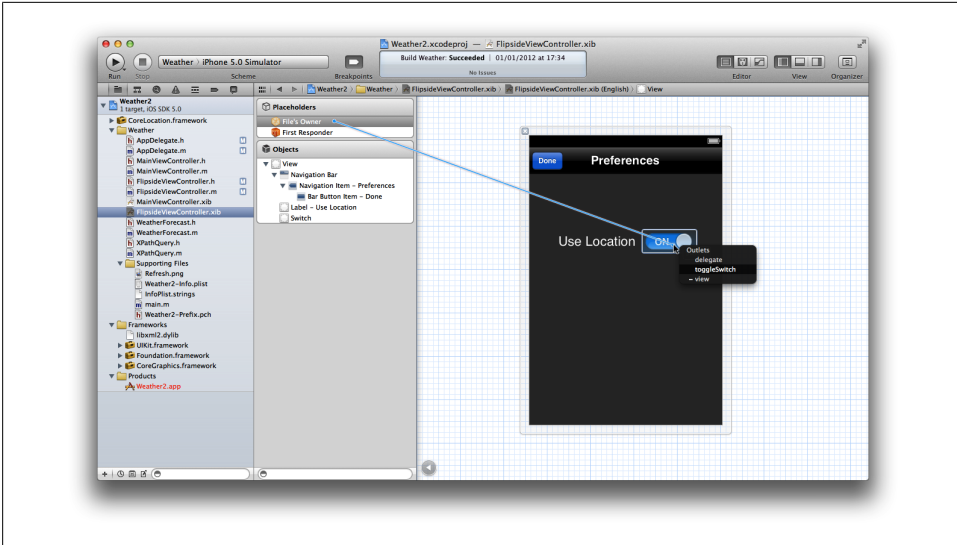 Weather2.xcodeproj — FlipsideViewController.xib
Weather › iPhone 5.0 Simulator
Build Weather: Succeeded | 01/01/2012 at 17:34
No Issues
Run Stop Scheme Breakpoints Editor View Organizer
Weather2 › Weather › FlipsideViewController.xib › FlipsideViewController.xib (English) › View
Weather2
1 target, iOS SDK 5.0
CoreLocation.framework
Weather
AppDelegate.h
AppDelegate.m
MainViewController.h
MainViewController.m
FlipsideViewController.h
FlipsideViewController.m
MainViewController.xib
FlipsideViewController.xib
WeatherForecast.h
WeatherForecast.m
XPathQuery.h
XPathQuery.m
Supporting Files
Refresh.png
Weather2-Info.plist
InfoPlist.strings
main.m
Weather2-Prefix.pch
Frameworks
libxml2.dylib
UIKit.framework
Foundation.framework
CoreGraphics.framework
Products
Weather2.app
Placeholders
File's Owner
First Responder
Objects
View
Navigation Bar
Navigation Item – Preferences
Bar Button Item – Done
Label – Use Location
Switch
Done Preferences
Use Location ON
Outlets
delegate
toggleSwitch
– view